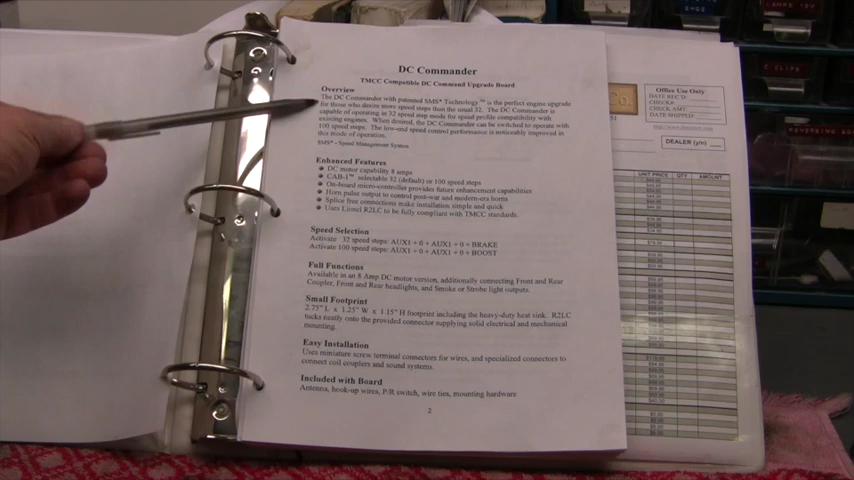 DC Commander
TMCC Compatible DC Command Upgrade Board
Overview
The DC Commander with patented SMS* Technology™ is the perfect engine upgrade
for those who desire more speed steps than the usual 32. The DC Commander is
capable of operating in 32 speed step mode for speed profile compatibility with
existing engines. When desired, the DC Commander can be switched to operate with
100 speed steps. The low-end speed control performance is noticeably improved in
this mode of operation.
SMS* - Speed Management System
Enhanced Features
● DC motor capability 8 amps
● CAB-1™ selectable 32 (default) or 100 speed steps
● On-board micro-controller provides future enhancement capabilities
● Horn pulse output to control post-war and modern-era horns
● Splice free connections make installation simple and quick
● Uses Lionel R2LC to be fully compliant with TMCC standards.
Speed Selection
Activate 32 speed steps: AUX1 + 0 + AUX1 + 0 + BRAKE
Activate 100 speed steps: AUX1 + 0 + AUX1 + 0 + BOOST
Full Functions
Available in an 8 Amp DC motor version, additionally connecting Front and Rear
Coupler, Front and Rear headlights, and Smoke or Strobe light outputs.
Small Footprint
2.75" L x 1.25" W x 1.15" H footprint including the heavy-duty heat sink. R2LC
tucks neatly onto the provided connector supplying solid electrical and mechanical
mounting.
Easy Installation
Uses miniature screw terminal connectors for wires, and specialized connectors to
connect coil couplers and sound systems.
Included with Board
Antenna, hook-up wires, P/R switch, wire ties, mounting hardware
2
Co.
Office Use Only
DATE REC'D
CHECK#:
CHECK AMT
DATE SHIPPED:
DEALER (y/n)
UNIT PRICE QTY AMOUNT
C CLIPS